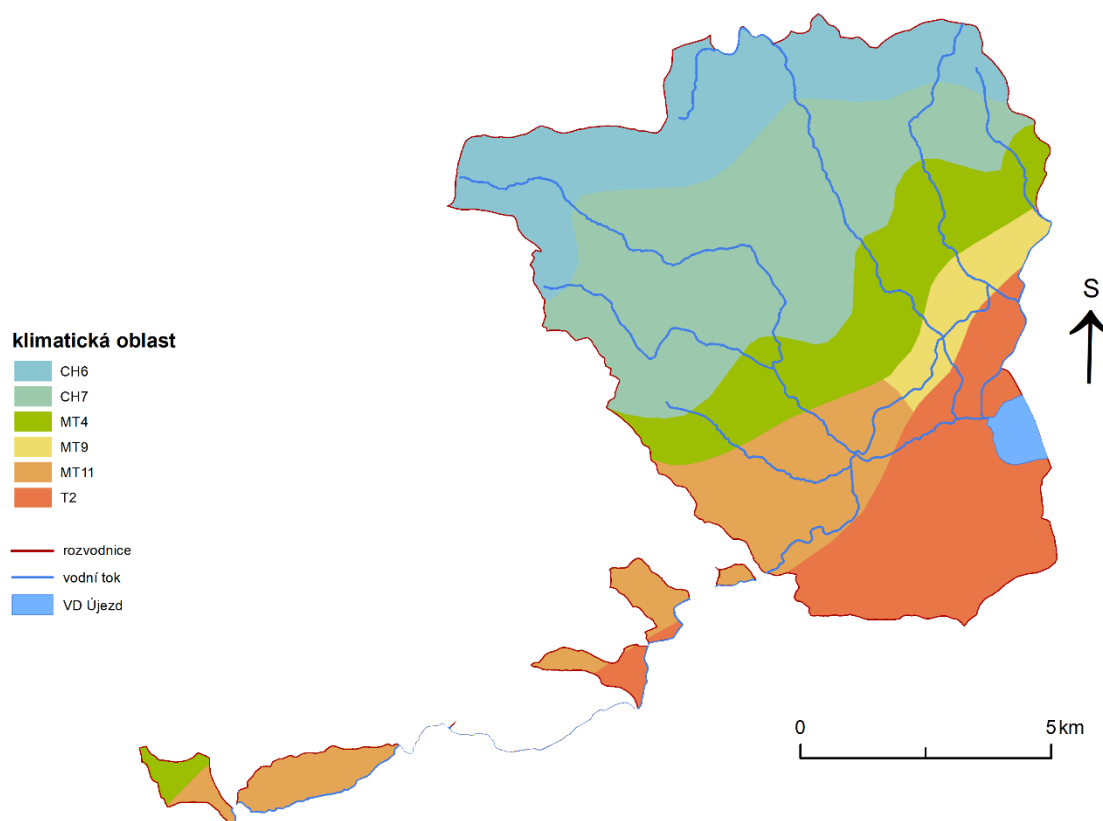 S
klimatická oblast
CH6
CH7
MT4
MT9
MT11
T2
rozvodnice
vodní tok
VD Újezd
0 5 km